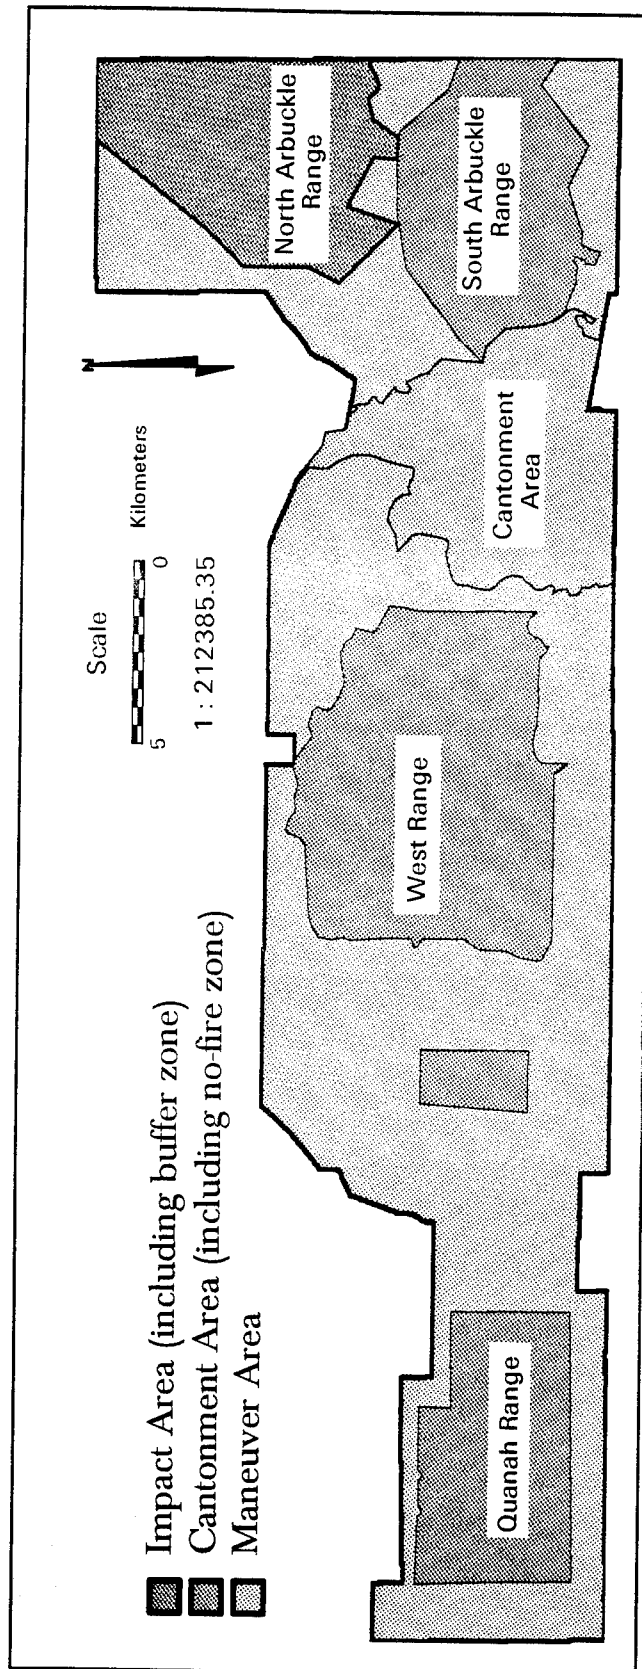 Impact Area (including buffer zone)
Cantonment Area (including no-fire zone)
Maneuver Area
Scale
5
0
Kilometers
1 : 212385.35
N
North Arbuckle
Range
South Arbuckle
Range
Cantonment
Area
West Range
Quanah Range